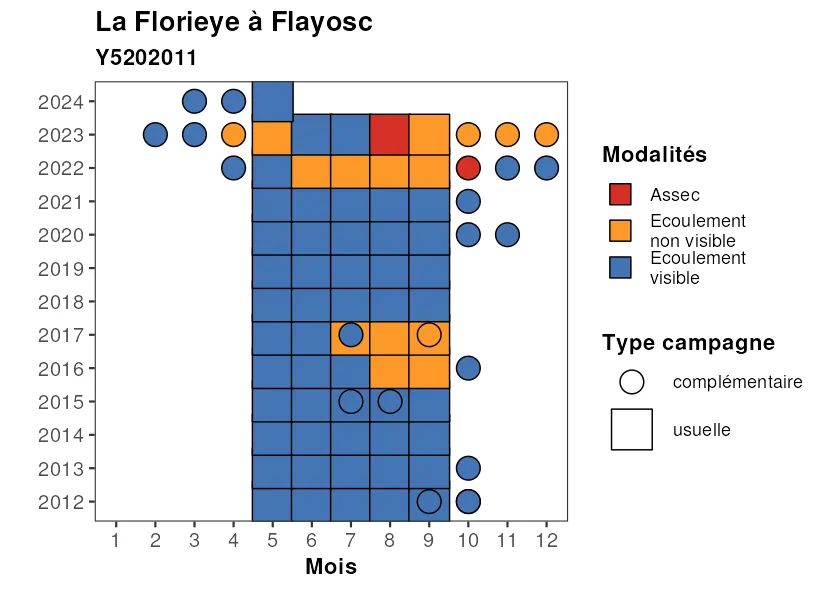 La Florieye à Flayosc
Y5202011
2024
2023
2022
2021
2020
2019
2018
2017
2016
2015
2014
2013
2012
1 2 3 4 5 6 7 8 9 10 11 12
Mois
Modalités
Assec
Ecoulement
non visible
Ecoulement
visible
Type campagne
complémentaire
usuelle